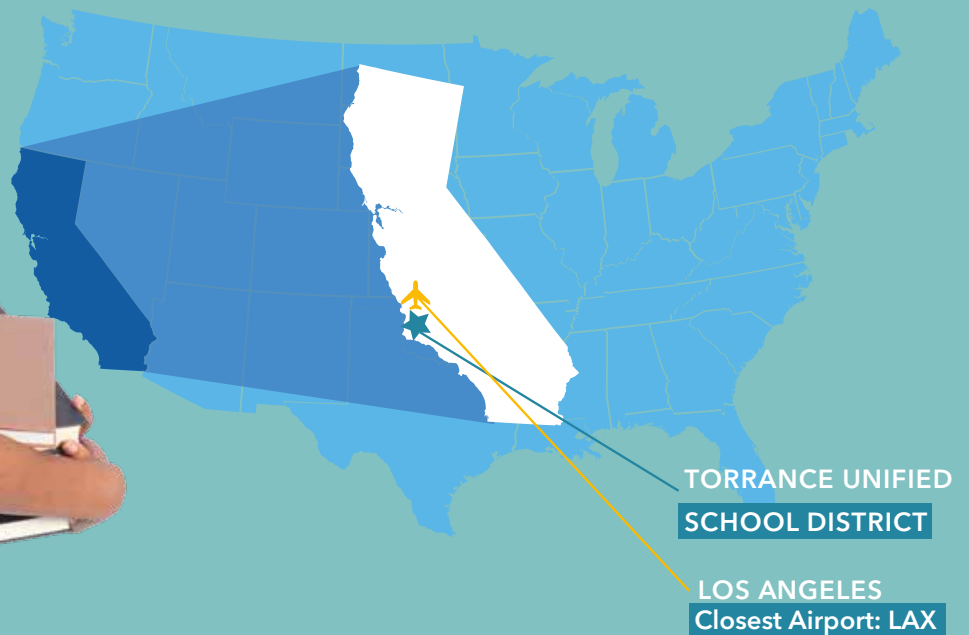 TORRANCE UNIFIED
SCHOOL DISTRICT
LOS ANGELES
Closest Airport: LAX